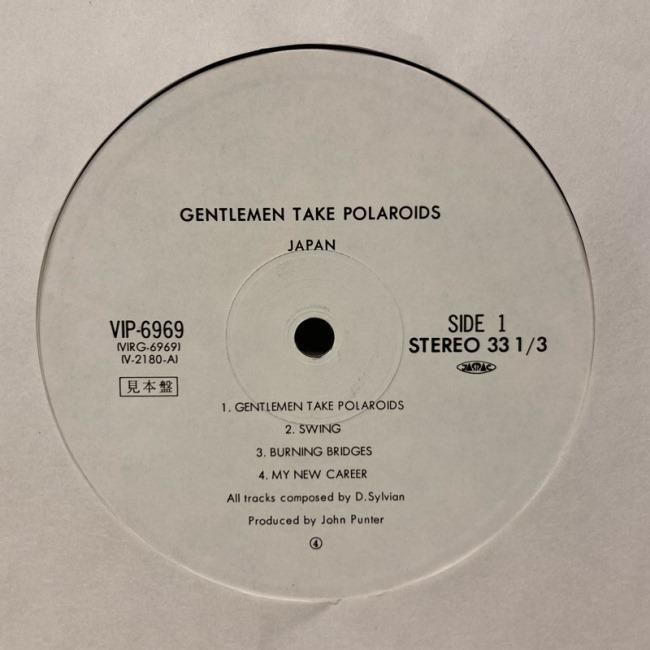 GENTLEMEN TAKE POLAROIDS
JAPAN
VIP-6969
(VIRG-6969)
(V-2180-A)
見本盤
SIDE 1
STEREO 33 1/3
JASRAC
1. GENTLEMEN TAKE POLAROIDS
2. SWING
3. BURNING BRIDGES
4. MY NEW CAREER
All tracks composed by D.Sylvian
Produced by John Punter
④